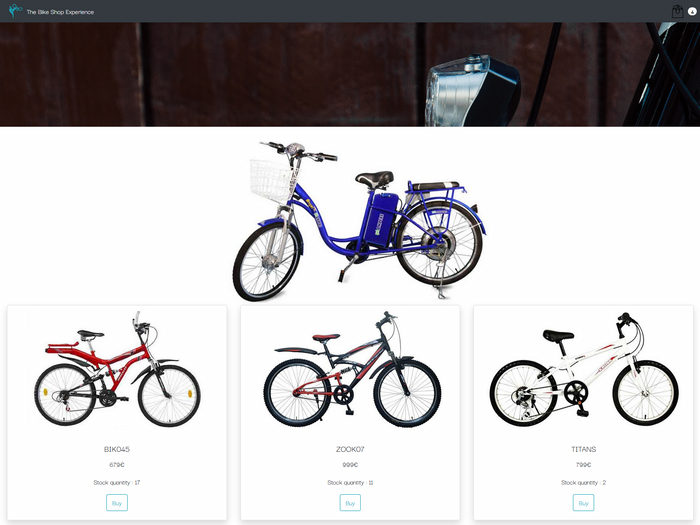 The Bike Shop Experience
BIKO45
679€
Stock quantity : 17
Buy
ZOOK07
999€
Stock quantity : 11
Buy
TITANS
799€
Stock quantity : 2
Buy